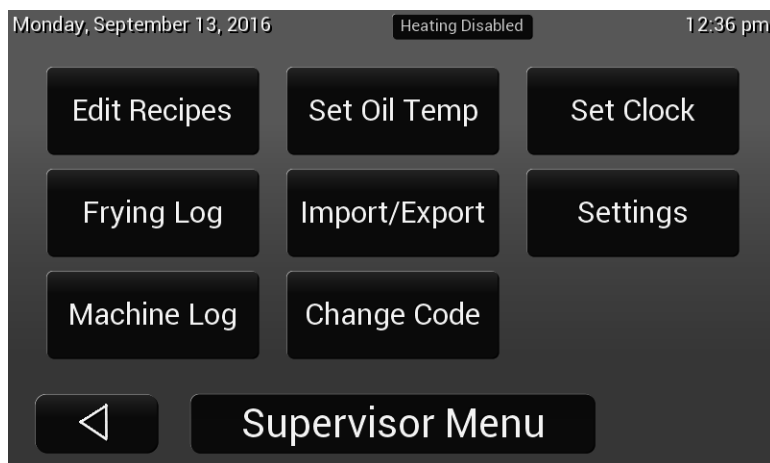 Monday, September 13, 2016 Heating Disabled 12:36 pm
Edit Recipes Set Oil Temp Set Clock
Frying Log Import/Export Settings
Machine Log Change Code
Supervisor Menu